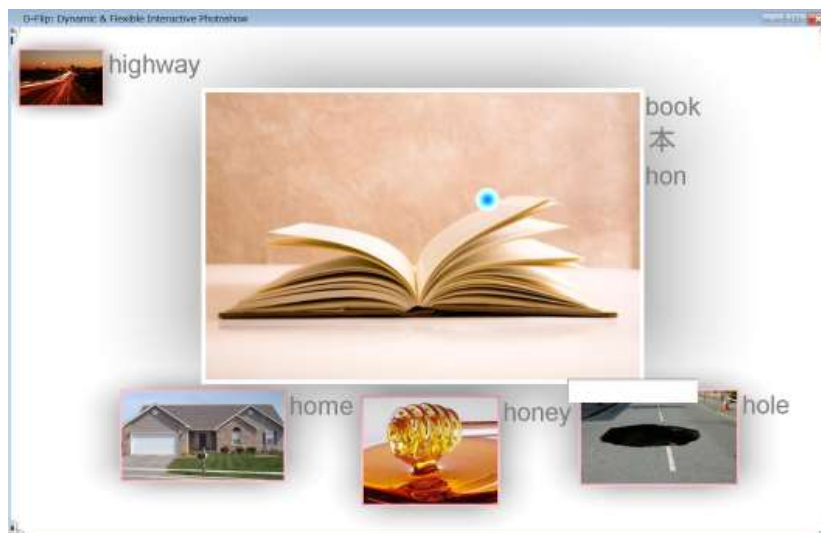 G-Flip: Dynamic & Flexible Interactive Photoshow
highway
book
本
hon
home
honey
hole